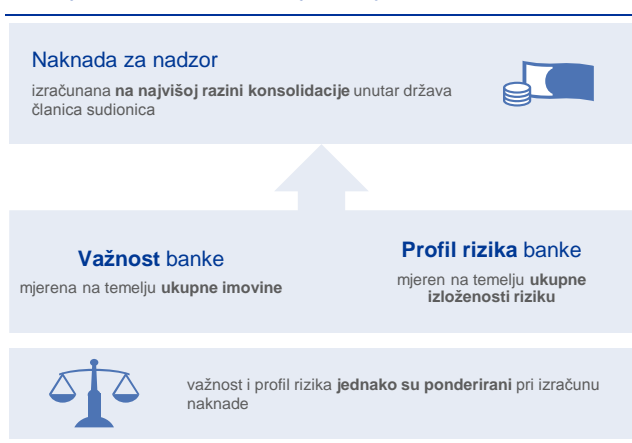 Naknada za nadzor
izračunana na najvišoj razini konsolidacije unutar država
članica sudionica
Važnost banke
mjerena na temelju ukupne imovine
Profil rizika banke
mjeren na temelju ukupne
izloženosti riziku
važnost i profil rizika jednako su ponderirani pri izračunu
naknade